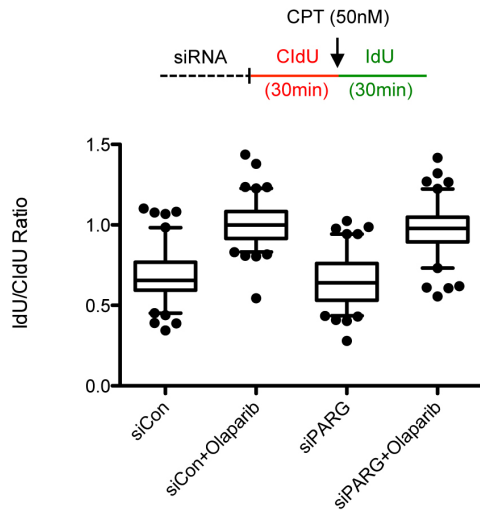 CPT (50nM)
siRNA CldU IdU
(30min) (30min)
IdU/CldU Ratio
1.5
1.0
0.5
0.0
siCon
siCon+Olaparib
siPARG
siPARG+Olaparib